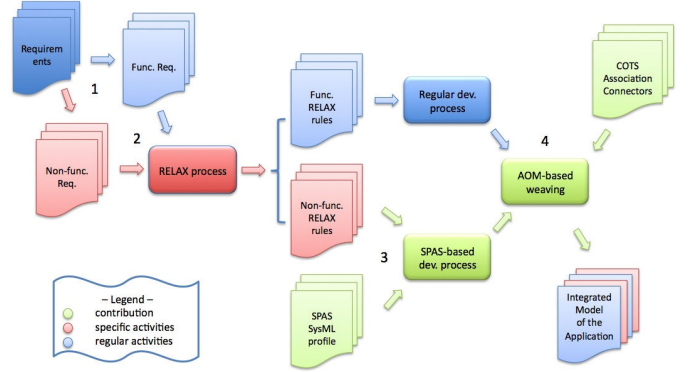 Requirem
ents
1
Func. Req.
2
Non-func.
Req.
RELAX process
Func.
RELAX
rules
Regular dev.
process
COTS
Association
Connectors
4
AOM-based
weaving
Non-func.
RELAX
rules
3
SPAS-based
dev. process
SPAS
SysML
profile
Integrated
Model
of the
Application
– Legend –
contribution
specific activities
regular activities